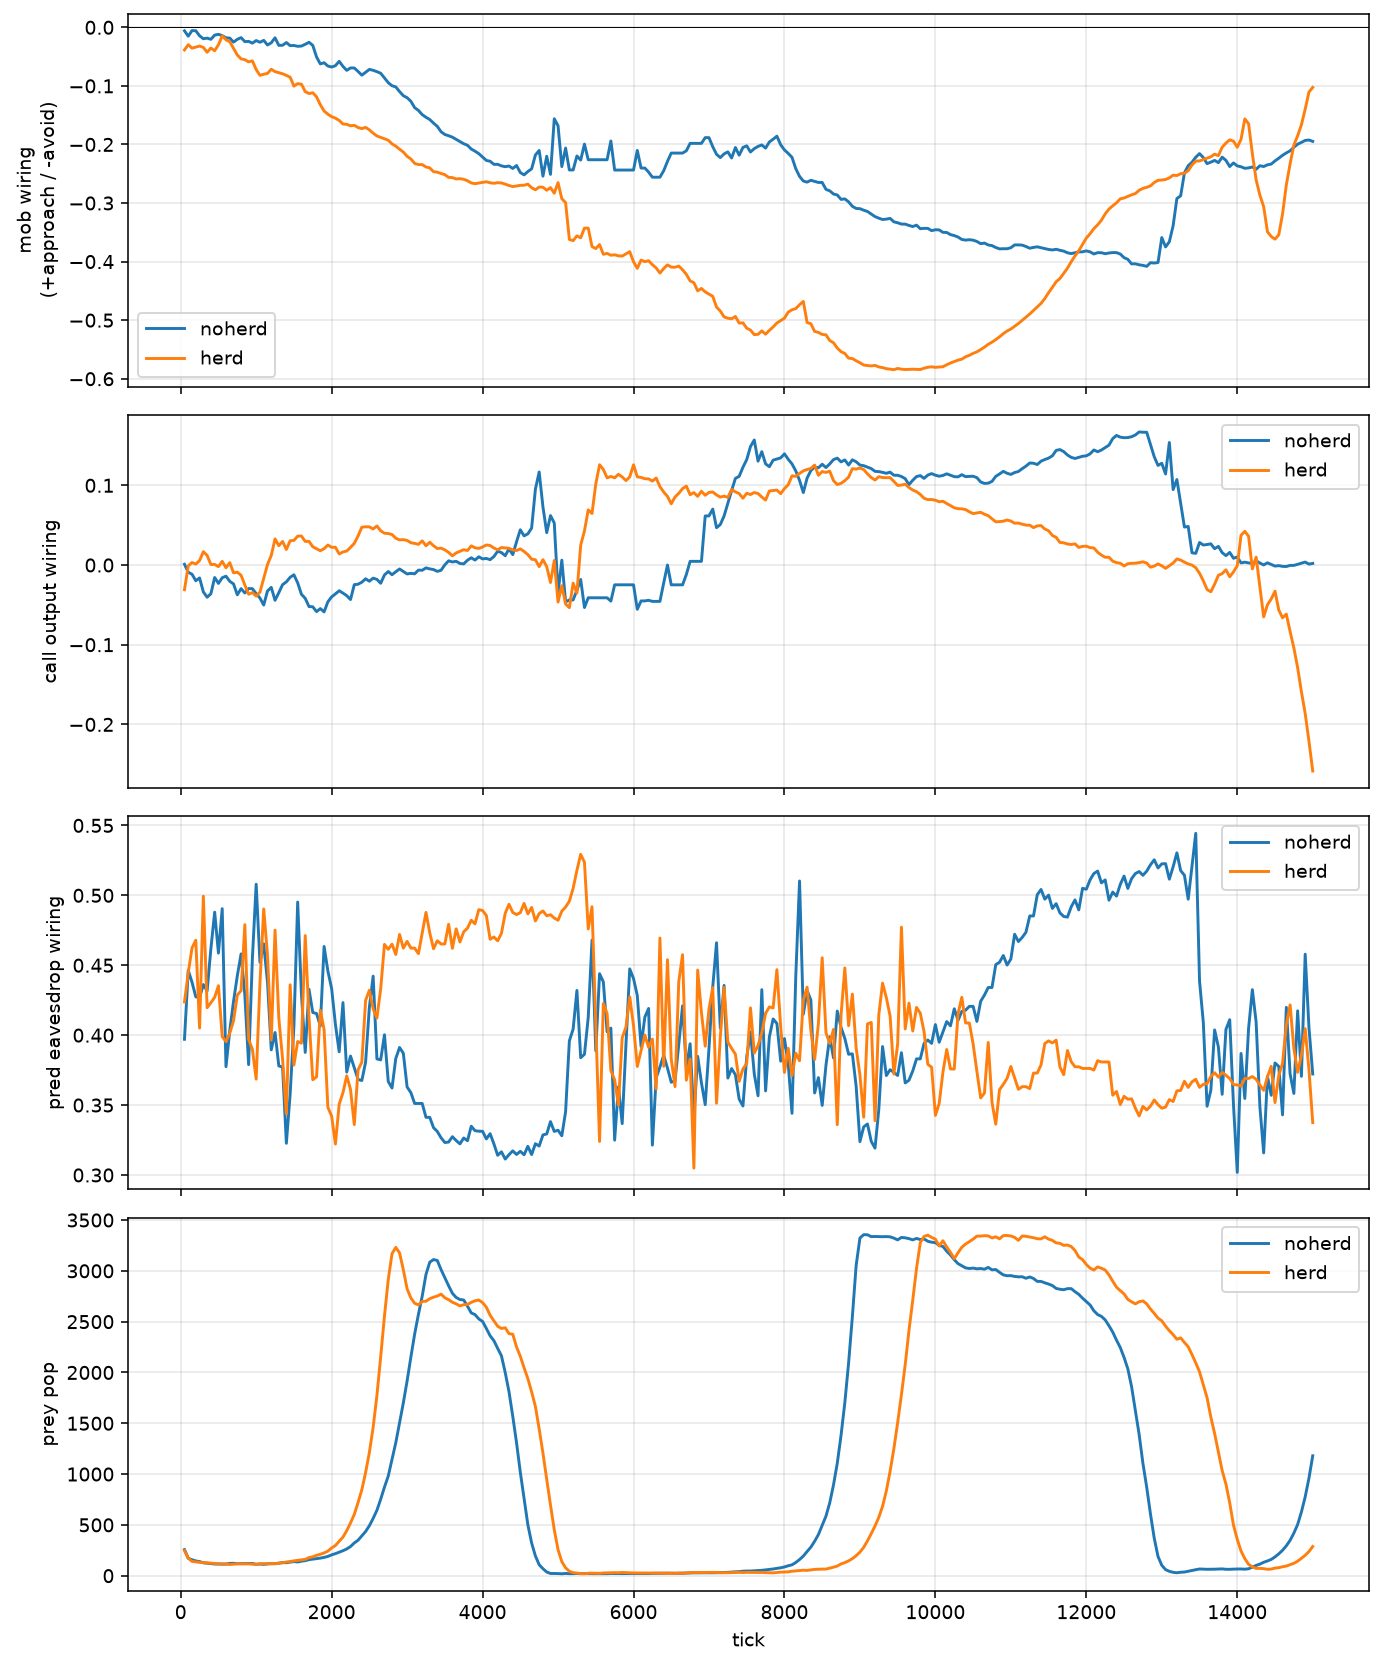 0.0
−0.1
−0.2
−0.3
−0.4
−0.5
−0.6
mob wiring
(+approach / -avoid)
noherd
herd
0.1
0.0
−0.1
−0.2
call output wiring
noherd
herd
0.55
0.50
0.45
0.40
0.35
0.30
pred eavesdrop wiring
noherd
herd
3500
3000
2500
2000
1500
1000
500
0
prey pop
noherd
herd
0 2000 4000 6000 8000 10000 12000 14000
tick